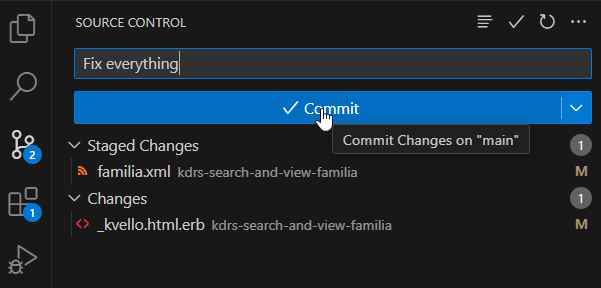 SOURCE CONTROL
Fix everything
Commit
Commit Changes on "main"
Staged Changes 1
familia.xml kdrs-search-and-view-familia M
2
Changes 1
1
_kvello.html.erb kdrs-search-and-view-familia M